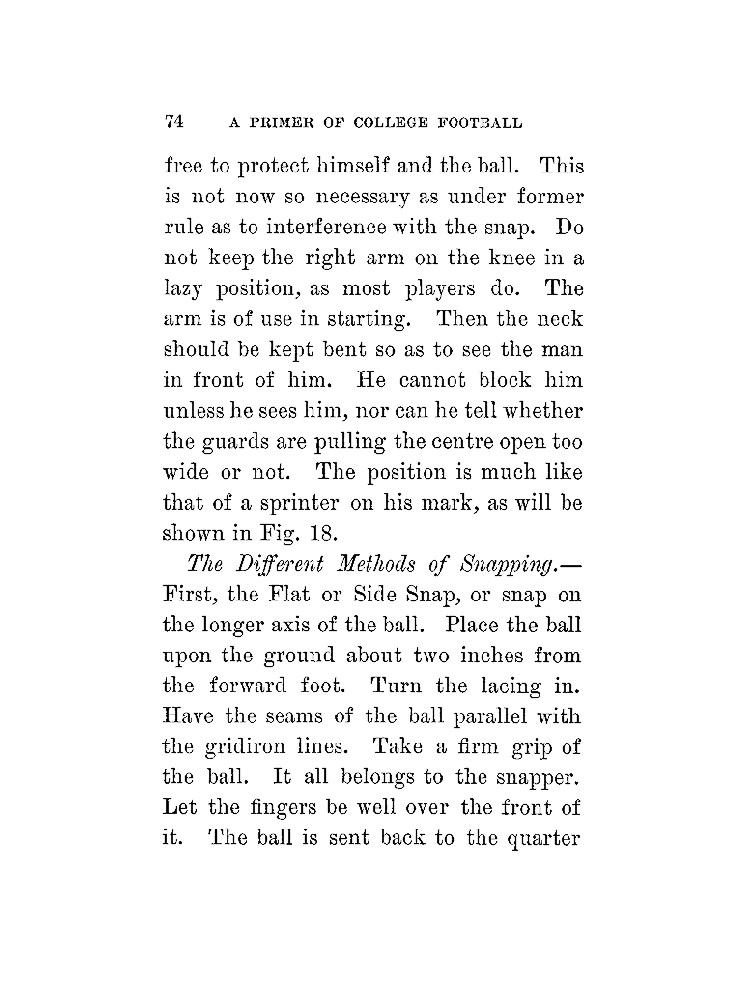 74 A PRIMER OF COLLEGE FOOTBALL
free to protect himself and the ball. This
is not now so necessary as under former
rule as to interference with the snap. Do
not keep the right arm on the knee in a
lazy position, as most players do. The
arm is of use in starting. Then the neck
should be kept bent so as to see the man
in front of him. He cannot block him
unless he sees him, nor can he tell whether
the guards are pulling the centre open too
wide or not. The position is much like
that of a sprinter on his mark, as will be
shown in Fig. 18.
The Different Methods of Snapping.—
First, the Flat or Side Snap, or snap on
the longer axis of the ball. Place the ball
upon the ground about two inches from
the forward foot. Turn the lacing in.
Have the seams of the ball parallel with
the gridiron lines. Take a firm grip of
the ball. It all belongs to the snapper.
Let the fingers be well over the front of
it. The ball is sent back to the quarter